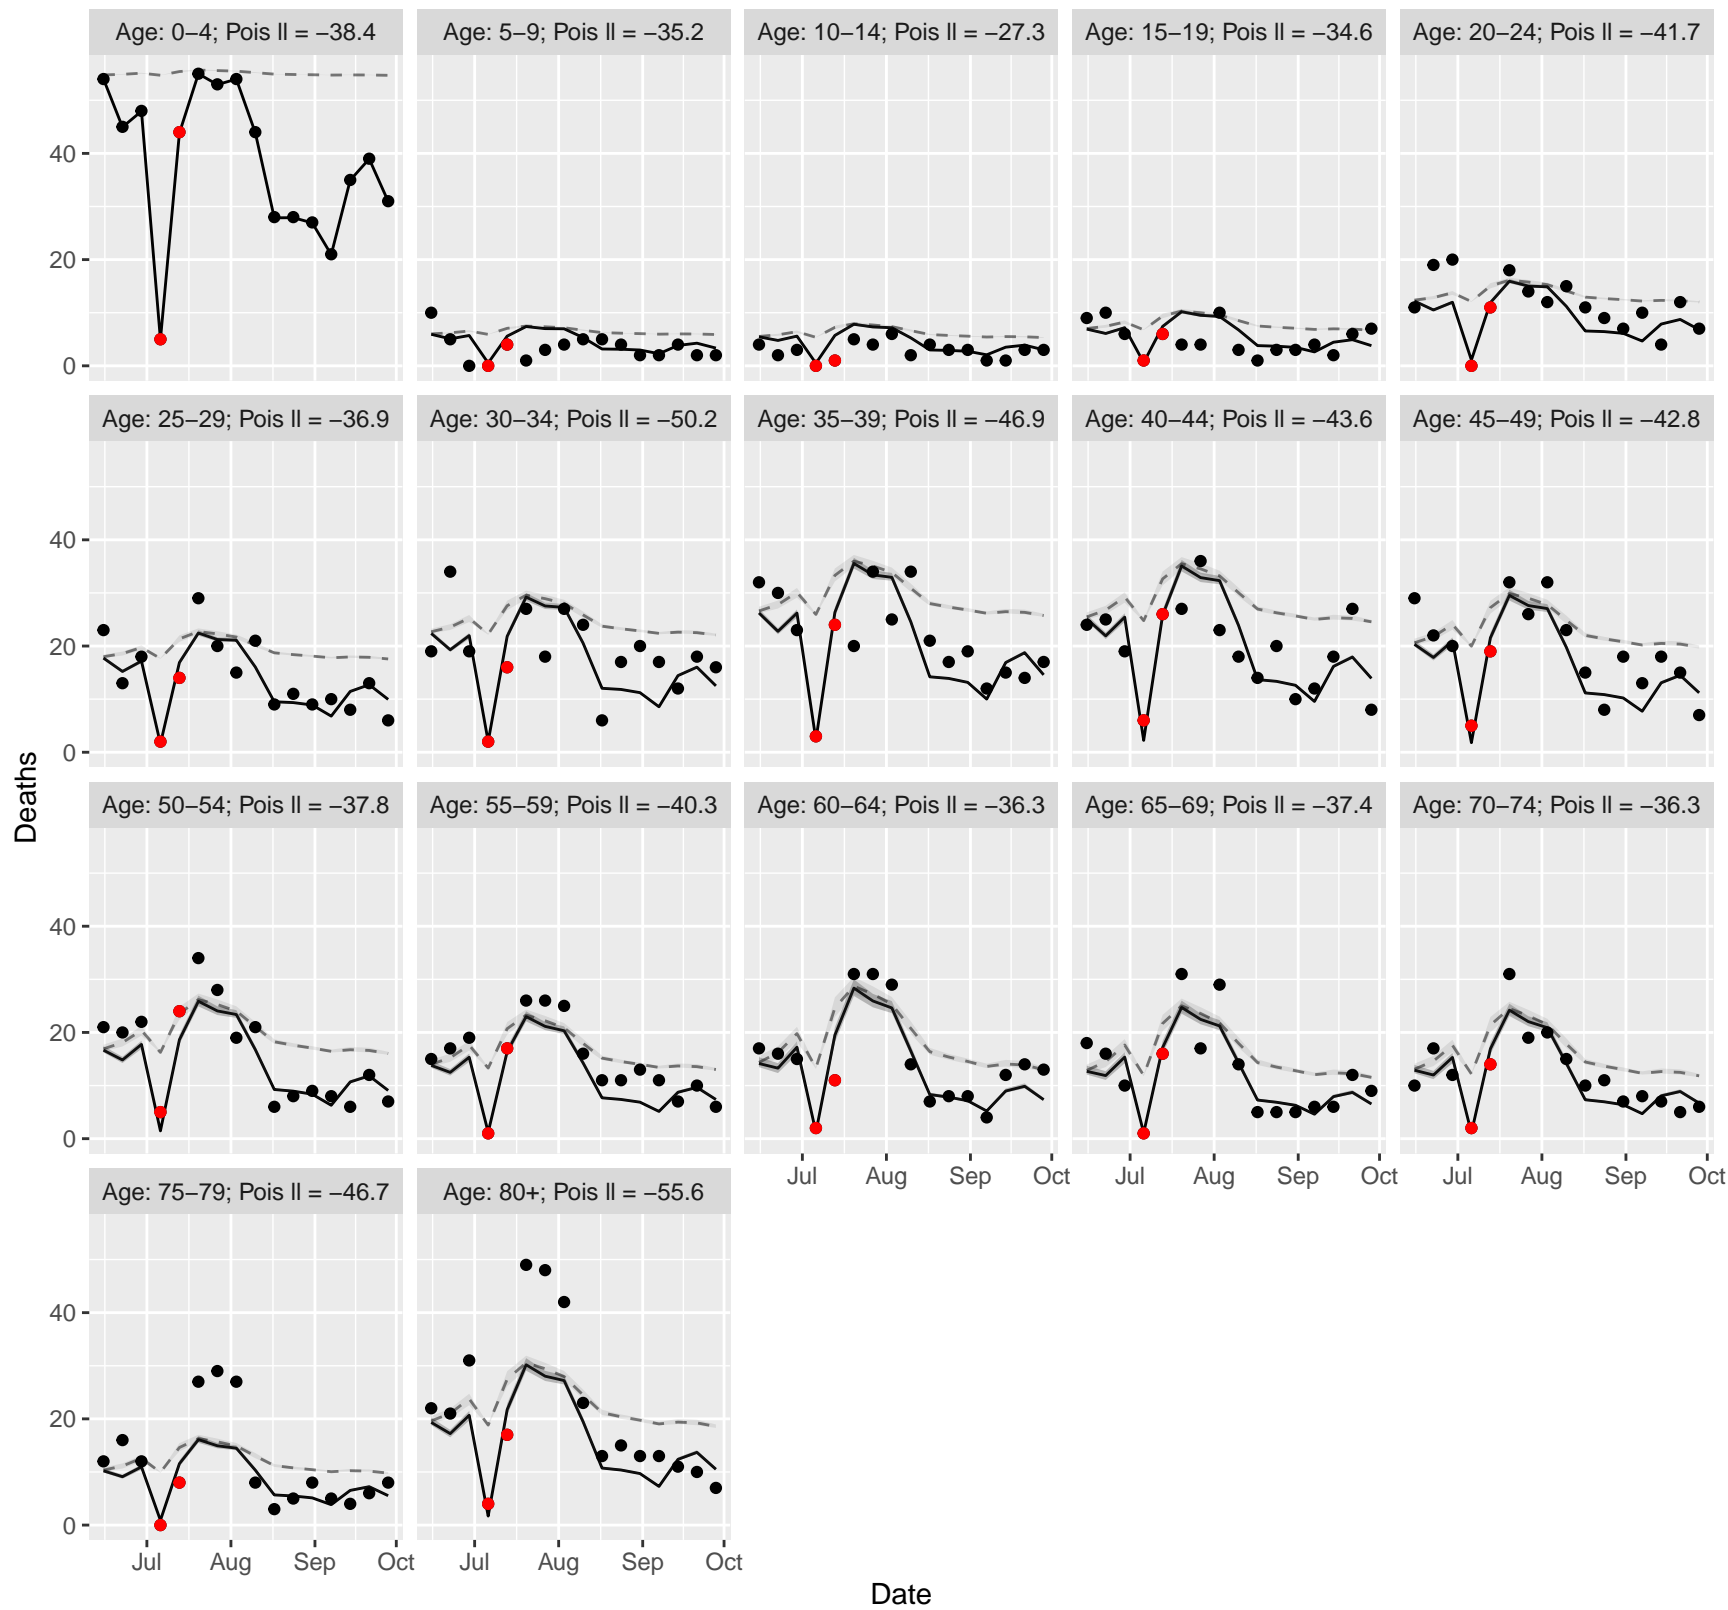 Age: 0−4; Pois ll = −38.4
Age: 5−9; Pois ll = −35.2
Age: 10−14; Pois ll = −27.3
Age: 15−19; Pois ll = −34.6
Age: 20−24; Pois ll = −41.7
40
20
0
Age: 25−29; Pois ll = −36.9
Age: 30−34; Pois ll = −50.2
Age: 35−39; Pois ll = −46.9
Age: 40−44; Pois ll = −43.6
Age: 45−49; Pois ll = −42.8
40
20
0
Deaths
Age: 50−54; Pois ll = −37.8
Age: 55−59; Pois ll = −40.3
Age: 60−64; Pois ll = −36.3
Age: 65−69; Pois ll = −37.4
Age: 70−74; Pois ll = −36.3
40
20
0
Jul Aug Sep Oct
Jul Aug Sep Oct
Jul Aug Sep Oct
Age: 75−79; Pois ll = −46.7
Age: 80+; Pois ll = −55.6
40
20
0
Jul Aug Sep Oct
Jul Aug Sep Oct
Date